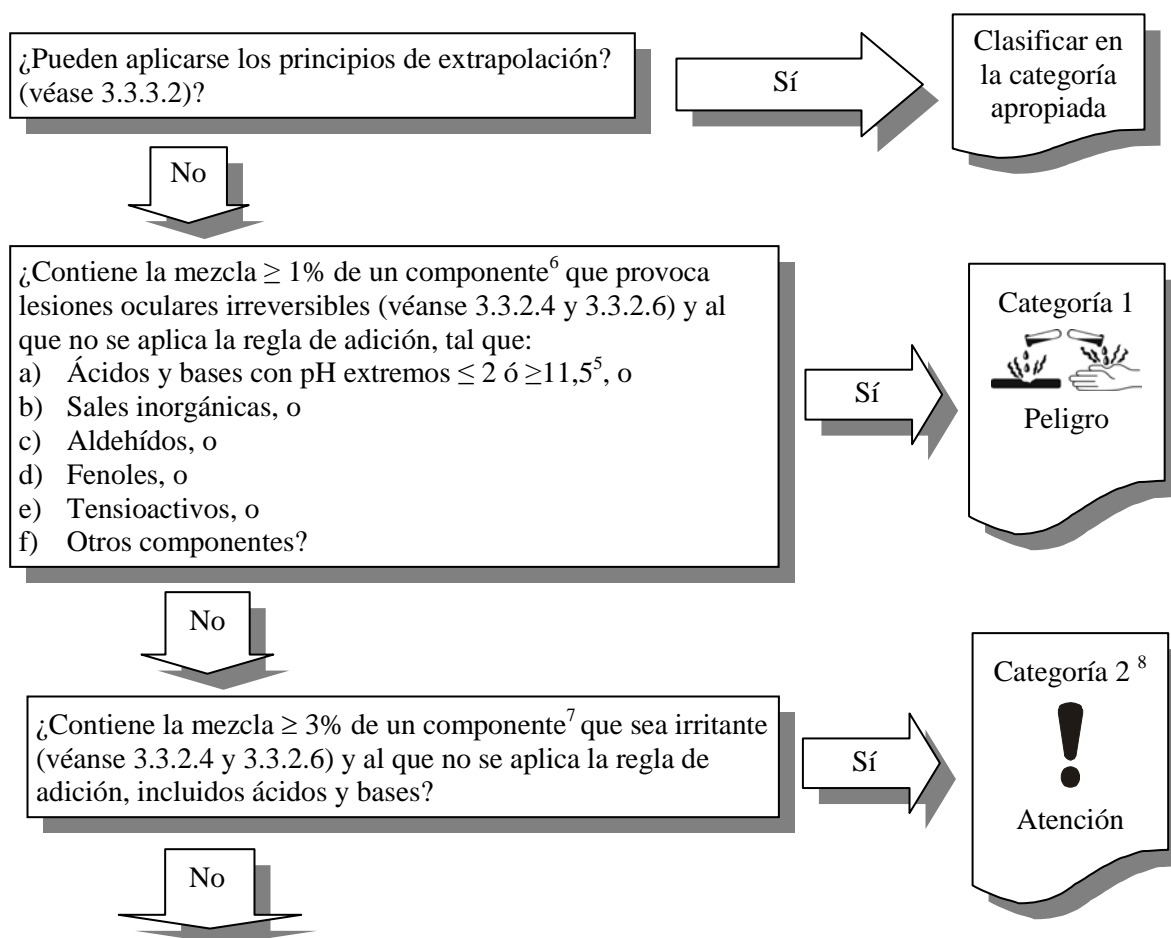 ¿Pueden aplicarse los principios de extrapolación?
(véase 3.3.3.2)?
Sí
Clasificar en
la categoría
apropiada
No
¿Contiene la mezcla ≥ 1% de un componente⁶ que provoca
lesiones oculares irreversibles (véanse 3.3.2.4 y 3.3.2.6) y al
que no se aplica la regla de adición, tal que:
a) Ácidos y bases con pH extremos ≤ 2 ó ≥11,5⁵, o
b) Sales inorgánicas, o
c) Aldehídos, o
d) Fenoles, o
e) Tensioactivos, o
f) Otros componentes?
Sí
Categoría 1
Peligro
No
¿Contiene la mezcla ≥ 3% de un componente⁷ que sea irritante
(véanse 3.3.2.4 y 3.3.2.6) y al que no se aplica la regla de
adición, incluidos ácidos y bases?
Sí
Categoría 2 ⁸
Atención
No